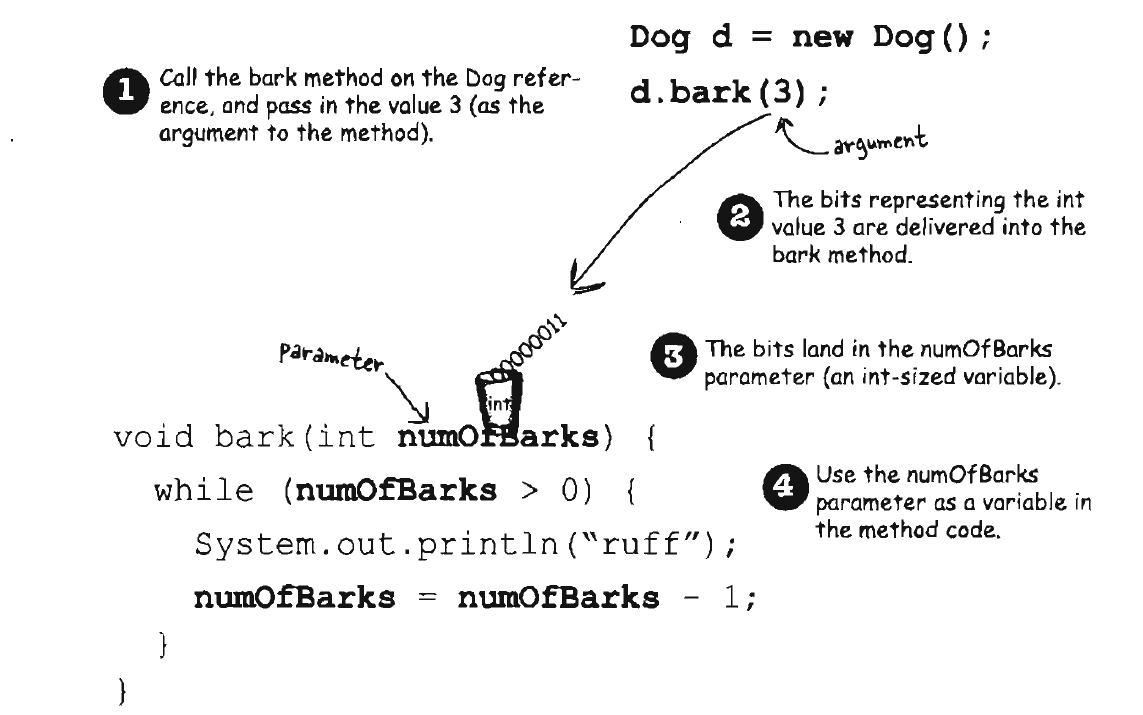 Dog d = new Dog();
d.bark(3);
1 Call the bark method on the Dog refer-
ence, and pass in the value 3 (as the
argument to the method).
argument
2 The bits representing the int
value 3 are delivered into the
bark method.
00000011
int
parameter
3 The bits land in the numOfBarks
parameter (an int-sized variable).
void bark(int numOfBarks) {
while (numOfBarks > 0) {
System.out.println(“ruff”);
numOfBarks = numOfBarks - 1;
}
}
4 Use the numOfBarks
parameter as a variable in
the method code.